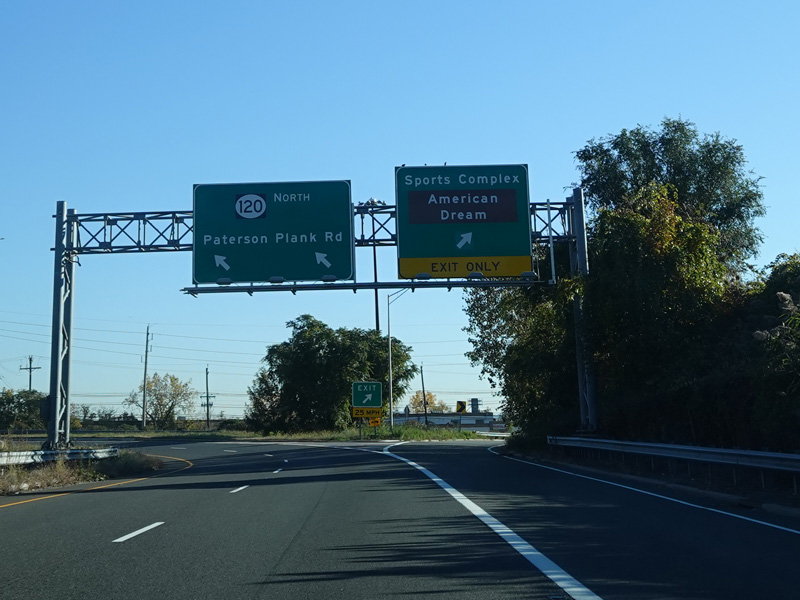 120 NORTH
Paterson Plank Rd
Sports Complex
American
Dream
EXIT ONLY
EXIT
25 MPH